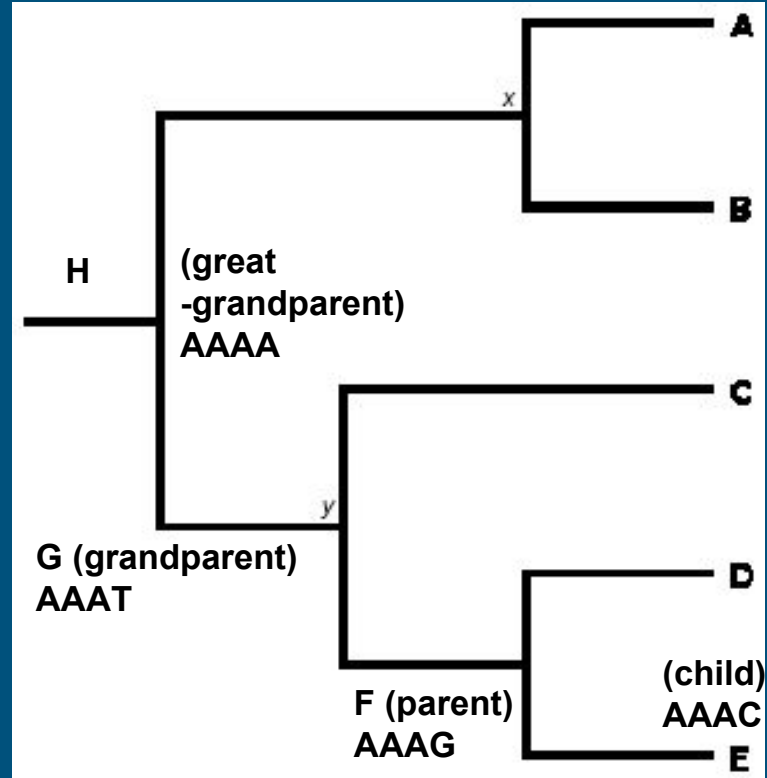 A
x
B
H
(great
-grandparent)
AAAA
C
y
G (grandparent)
AAAT
D
(child)
AAAC
F (parent)
AAAG
E